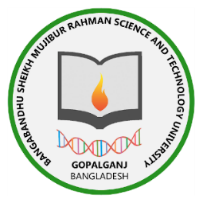 BANGABANDHU SHEIKH MUJIBUR RAHMAN SCIENCE AND TECHNOLOGY UNIVERSITY
GOPALGANJ
BANGLADESH